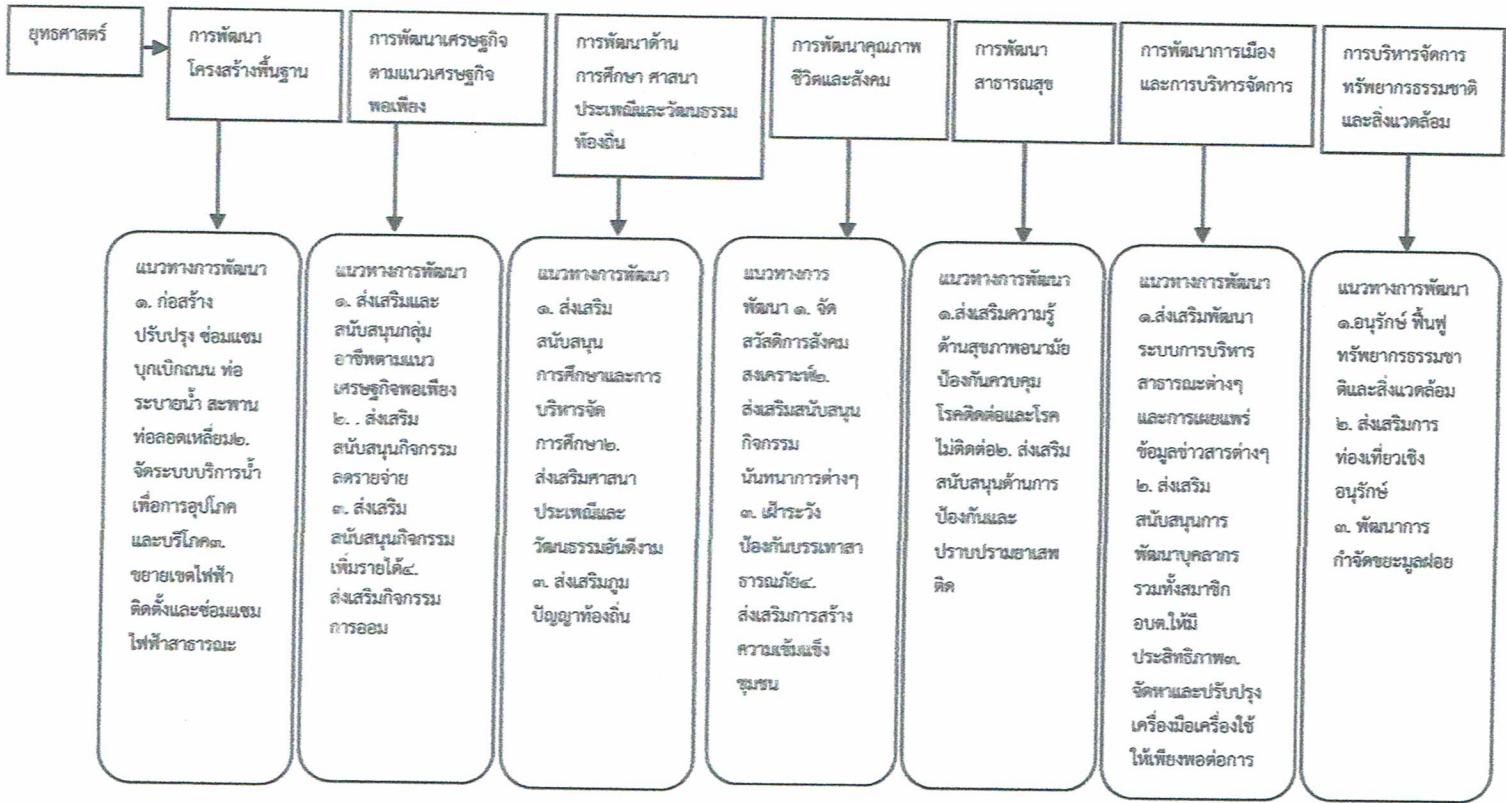 ยุทธศาสตร์
การพัฒนา
โครงสร้างพื้นฐาน
การพัฒนาเศรษฐกิจ
ตามแนวเศรษฐกิจ
พอเพียง
การพัฒนาด้าน
การศึกษา ศาสนา
ประเพณีและวัฒนธรรม
ท้องถิ่น
การพัฒนาคุณภาพ
ชีวิตและสังคม
การพัฒนา
สาธารณสุข
การพัฒนาการเมือง
และการบริหารจัดการ
การบริหารจัดการ
ทรัพยากรธรรมชาติ
และสิ่งแวดล้อม
แนวทางการพัฒนา
๑. ก่อสร้าง
ปรับปรุง ซ่อมแซม
บุกเบิกถนน ท่อ
ระบายน้ำ สะพาน
ท่อลอดเหลี่ยม๒.
จัดระบบบริการน้ำ
เพื่อการอุปโภค
และบริโภค๓.
ขยายเขตไฟฟ้า
ติดตั้งและซ่อมแซม
ไฟฟ้าสาธารณะ
แนวทางการพัฒนา
๑. ส่งเสริมและ
สนับสนุนกลุ่ม
อาชีพตามแนว
เศรษฐกิจพอเพียง
๒. . ส่งเสริม
สนับสนุนกิจกรรม
ลดรายจ่าย
๓. ส่งเสริม
สนับสนุนกิจกรรม
เพิ่มรายได้๔.
ส่งเสริมกิจกรรม
การออม
แนวทางการพัฒนา
๑. ส่งเสริม
สนับสนุน
การศึกษาและการ
บริหารจัด
การศึกษา๒.
ส่งเสริมศาสนา
ประเพณีและ
วัฒนธรรมอันดีงาม
๓. ส่งเสริมภูม
ปัญญาท้องถิ่น
แนวทางการ
พัฒนา ๑. จัด
สวัสดิการสังคม
สงเคราะห์๒.
ส่งเสริมสนับสนุน
กิจกรรม
นันทนาการต่างๆ
๓. เฝ้าระวัง
ป้องกันบรรเทาสา
ธารณภัย๔.
ส่งเสริมการสร้าง
ความเข้มแข็ง
ชุมชน
แนวทางการพัฒนา
๑.ส่งเสริมความรู้
ด้านสุขภาพอนามัย
ป้องกันควบคุม
โรคติดต่อและโรค
ไม่ติดต่อ๒. ส่งเสริม
สนับสนุนด้านการ
ป้องกันและ
ปราบปรามยาเสพ
ติด
แนวทางการพัฒนา
๑.ส่งเสริมพัฒนา
ระบบการบริหาร
สาธารณะต่างๆ
และการเผยแพร่
ข้อมูลข่าวสารต่างๆ
๒. ส่งเสริม
สนับสนุนการ
พัฒนาบุคลากร
รวมทั้งสมาชิก
อบต.ให้มี
ประสิทธิภาพ๓.
จัดหาและปรับปรุง
เครื่องมือเครื่องใช้
ให้เพียงพอต่อการ
แนวทางการพัฒนา
๑.อนุรักษ์ ฟื้นฟู
ทรัพยากรธรรมชา
ติและสิ่งแวดล้อม
๒. ส่งเสริมการ
ท่องเที่ยวเชิง
อนุรักษ์
๓. พัฒนาการ
กำจัดขยะมูลฝอย